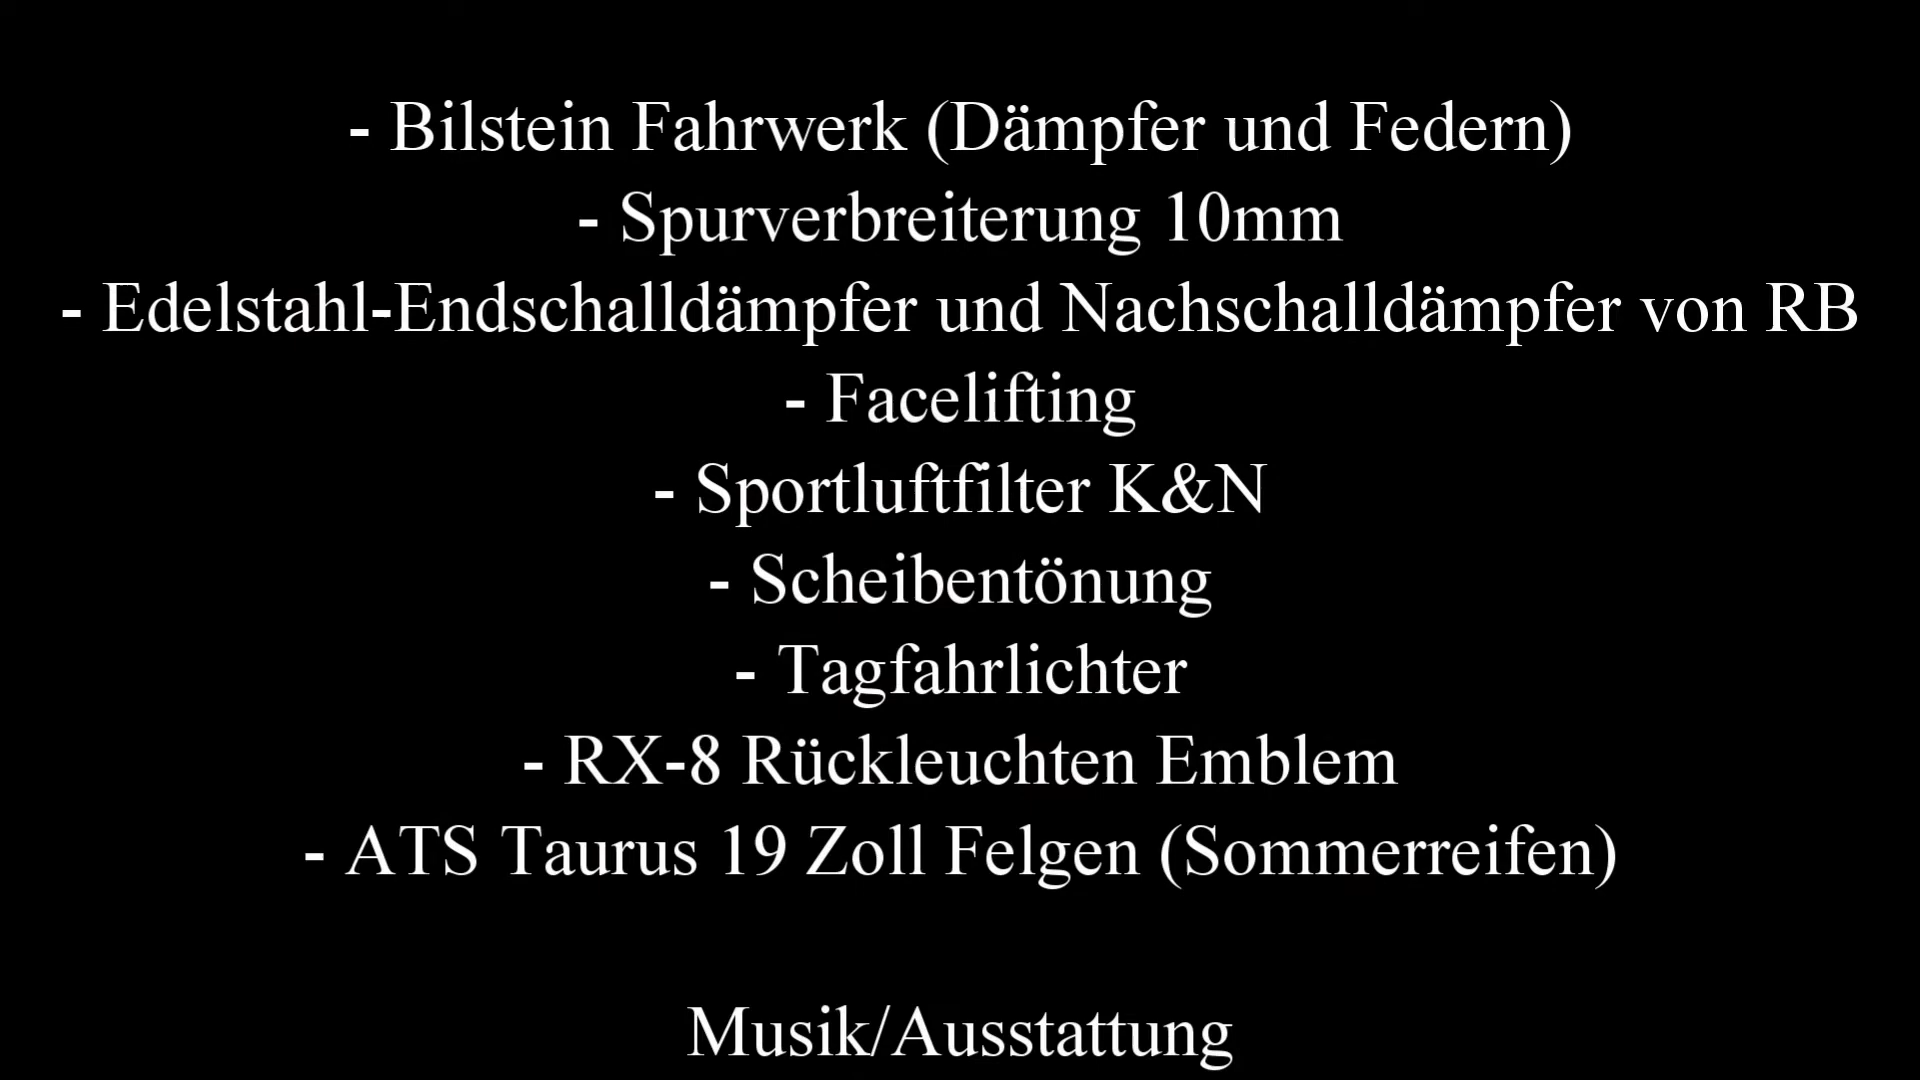 - Bilstein Fahrwerk (Dämpfer und Federn)
- Spurverbreiterung 10mm
- Edelstahl-Endschalldämpfer und Nachschalldämpfer von RB
- Facelifting
- Sportluftfilter K&N
- Scheibentönung
- Tagfahrlichter
- RX-8 Rückleuchten Emblem
- ATS Taurus 19 Zoll Felgen (Sommerreifen)
Musik/Ausstattung